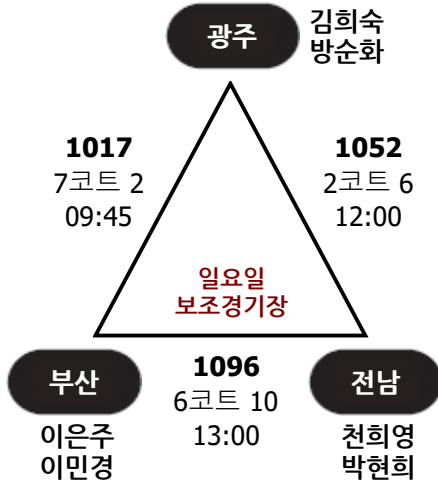 광주
김희숙
방순화
1017
7코트 2
09:45
1052
2코트 6
12:00
일요일
보조경기장
부산
이은주
이민경
1096
6코트 10
13:00
전남
천희영
박현희